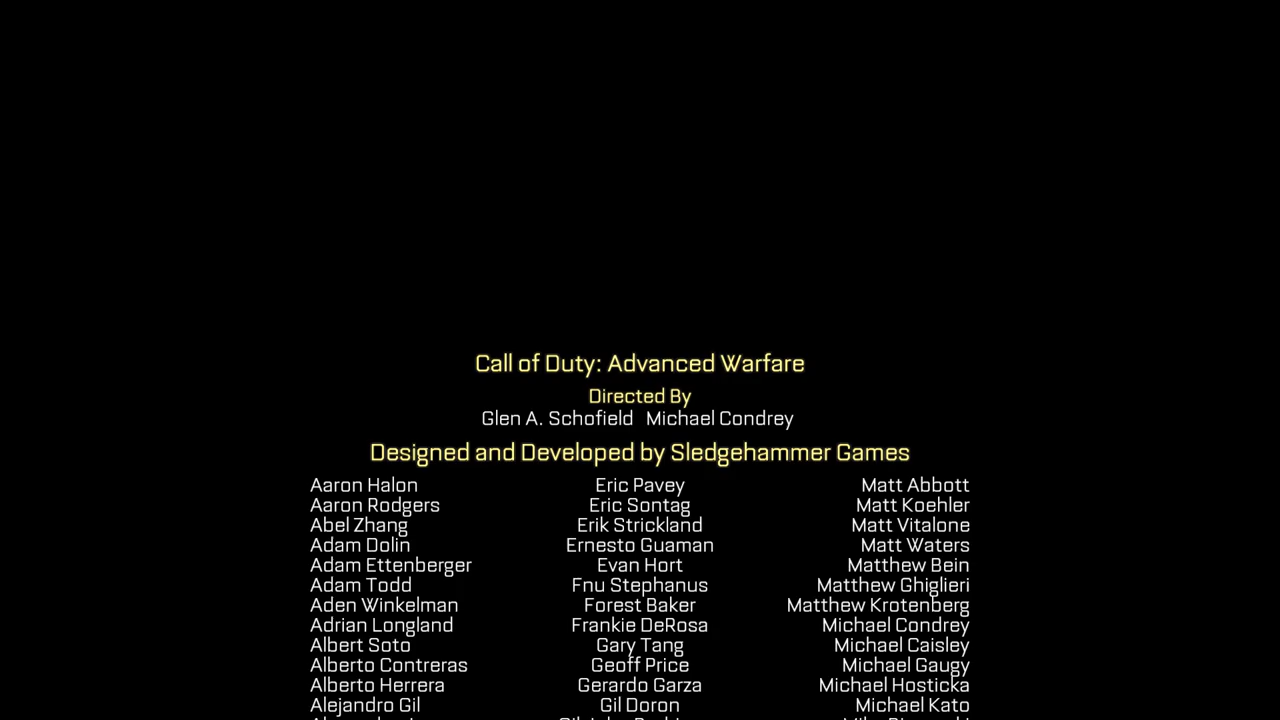 Call of Duty: Advanced Warfare
Directed By
Glen A. Schofield Michael Condrey
Designed and Developed by Sledgehammer Games
Aaron Halon Eric Pavey Matt Abbott
Aaron Rodgers Eric Sontag Matt Koehler
Abel Zhang Erik Strickland Matt Vitalone
Adam Dolin Ernesto Guaman Matt Waters
Adam Ettenberger Evan Hort Matthew Bein
Adam Todd Fnu Stephanus Matthew Ghiglieri
Aden Winkelman Forest Baker Matthew Krotenberg
Adrian Longland Frankie DeRosa Michael Condrey
Albert Soto Gary Tang Michael Caisley
Alberto Contreras Geoff Price Michael Gaugy
Alberto Herrera Gerardo Garza Michael Hosticka
Alejandro Gil Gil Doron Michael Kato